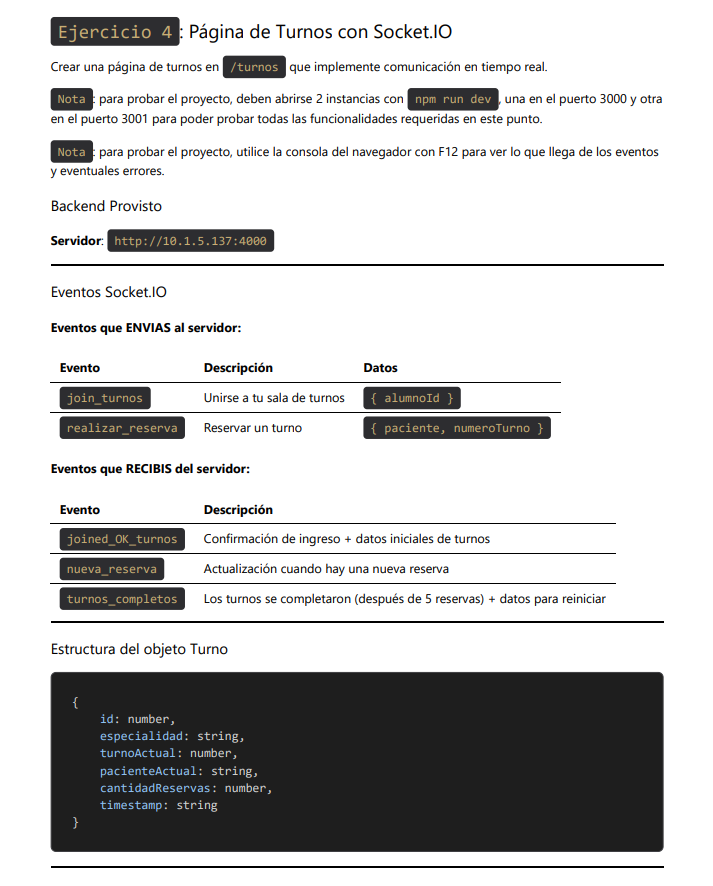 Ejercicio 4: Página de Turnos con Socket.IO
Crear una página de turnos en /turnos que implemente comunicación en tiempo real.
Nota: para probar el proyecto, deben abrirse 2 instancias con npm run dev, una en el puerto 3000 y otra
en el puerto 3001 para poder probar todas las funcionalidades requeridas en este punto.
Nota: para probar el proyecto, utilice la consola del navegador con F12 para ver lo que llega de los eventos
y eventuales errores.
Backend Provisto
Servidor: http://10.1.5.137:4000
Eventos Socket.IO
Eventos que ENVIAS al servidor:
Evento Descripción Datos
join_turnos Unirse a tu sala de turnos { alumnoId }
realizar_reserva Reservar un turno { paciente, numeroTurno }
Eventos que RECIBIS del servidor:
Evento Descripción
joined_OK_turnos Confirmación de ingreso + datos iniciales de turnos
nueva_reserva Actualización cuando hay una nueva reserva
turnos_completos Los turnos se completaron (después de 5 reservas) + datos para reiniciar
Estructura del objeto Turno
{
id: number,
especialidad: string,
turnoActual: number,
pacienteActual: string,
cantidadReservas: number,
timestamp: string
}